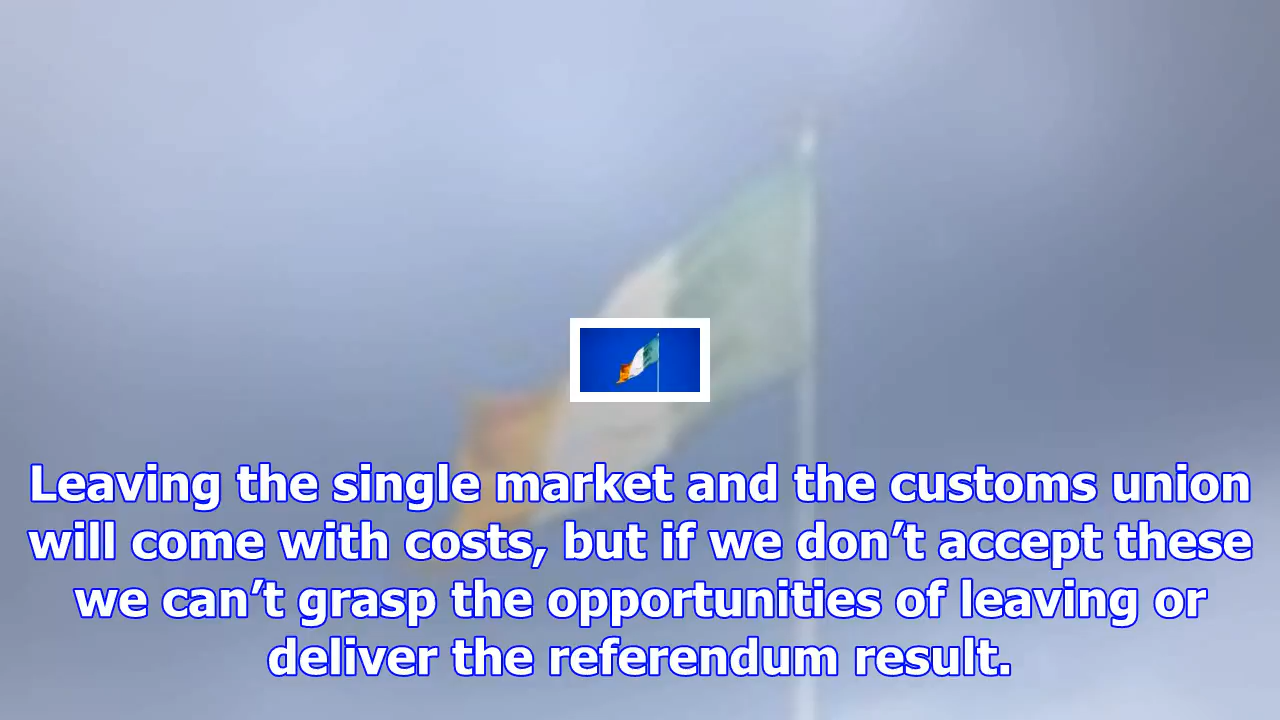 Leaving the single market and the customs union
will come with costs, but if we don’t accept these
we can’t grasp the opportunities of leaving or
deliver the referendum result.